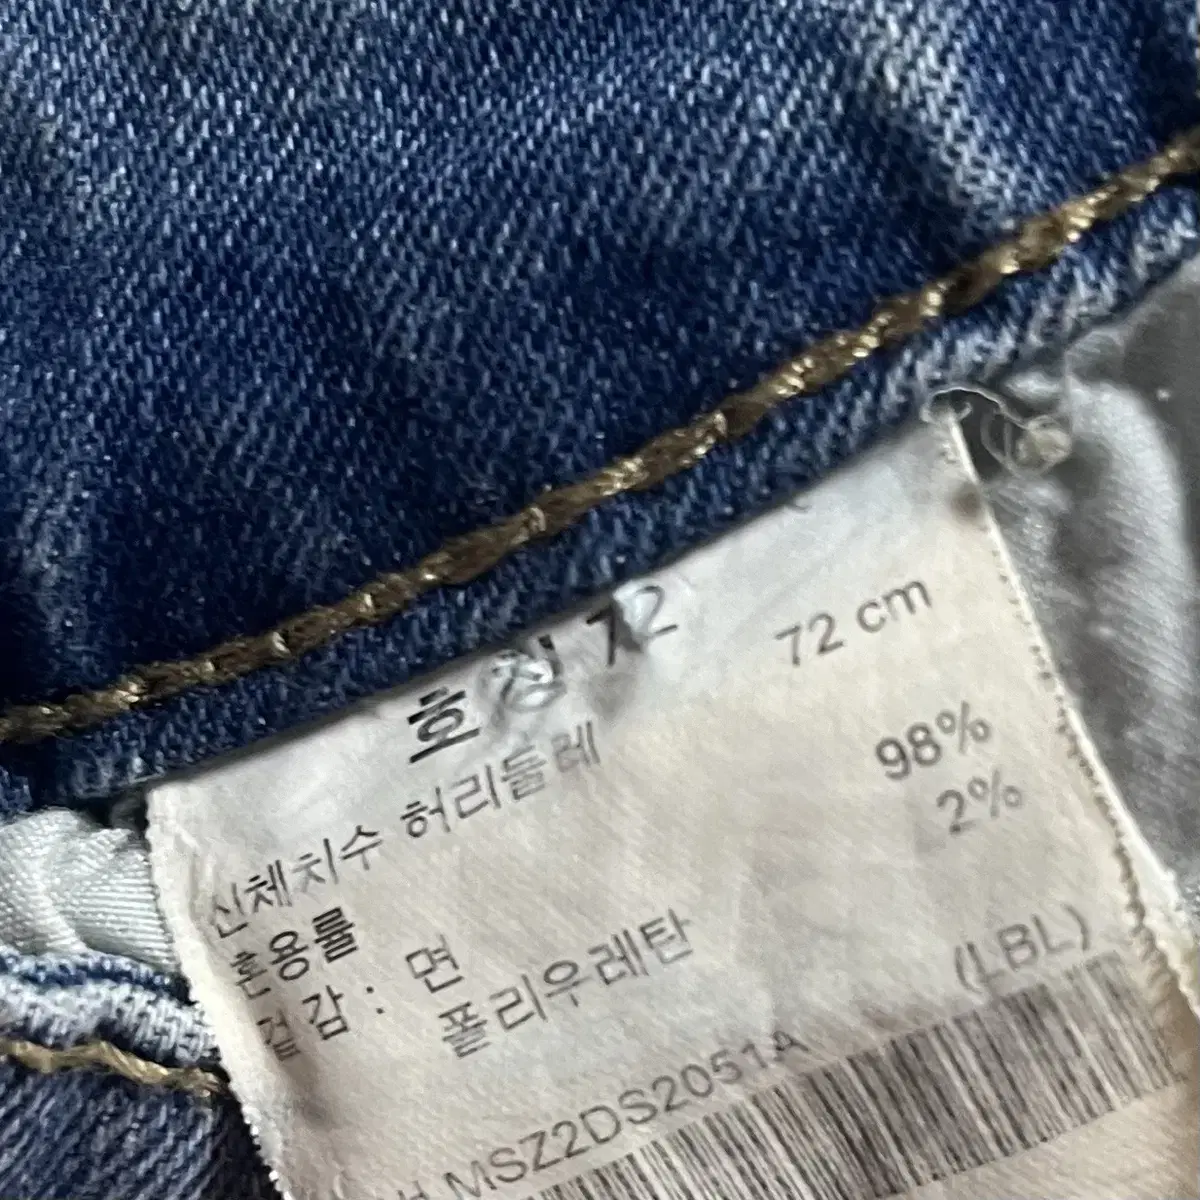 호칭 72
신체치수 허리둘레 72 cm
혼용률
겉감 : 면 98%
폴리우레탄 2%
MSZ2DS2051A (LBL)